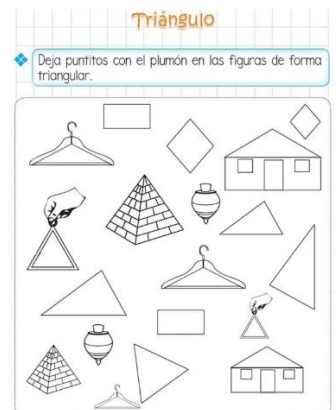 Triángulo
Deja puntitos con el plumón en las figuras de forma
triangular.